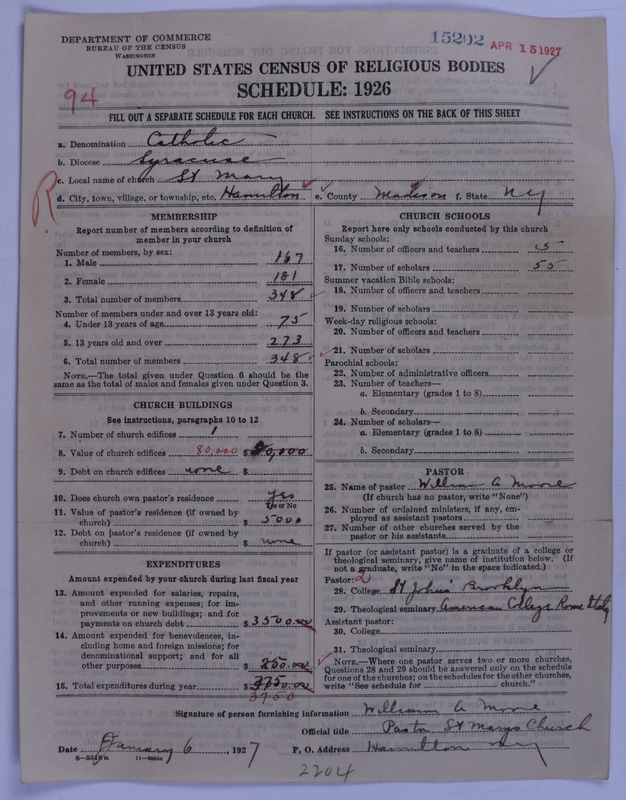 DEPARTMENT OF COMMERCE
BUREAU OF THE CENSUS
WASHINGTON
15202 APR 15 1927
UNITED STATES CENSUS OF RELIGIOUS BODIES
SCHEDULE: 1926
94
FILL OUT A SEPARATE SCHEDULE FOR EACH CHURCH. SEE INSTRUCTIONS ON THE BACK OF THIS SHEET
a. Denomination Catholic
b. Diocese Syracuse
c. Local name of church St Mary
d. City, town, village, or township, etc. Hamilton e. County Madison f. State N Y
R
MEMBERSHIP
Report number of members according to definition of
member in your church
Number of members, by sex:
1. Male 167
2. Female 181
3. Total number of members 348
Number of members under and over 13 years old:
4. Under 13 years of age 75
5. 13 years old and over 273
6. Total number of members 348
NOTE.—The total given under Question 6 should be the
same as the total of males and females given under Question 3.
CHURCH BUILDINGS
See instructions, paragraphs 10 to 12
7. Number of church edifices 1
8. Value of church edifices 80,000 $ 80,000
9. Debt on church edifices none $
10. Does church own pastor's residence yes
Yes or No
11. Value of pastor's residence (if owned by
church) $ 5000
12. Debt on pastor's residence (if owned by
church) $ none
EXPENDITURES
Amount expended by your church during last fiscal year
13. Amount expended for salaries, repairs,
and other running expenses; for im-
provements or new buildings; and for
payments on church debt $ 3500.00
14. Amount expended for benevolences, in-
cluding home and foreign missions; for
denominational support; and for all
other purposes $ 250.00
15. Total expenditures during year $ 3750.00
3750
CHURCH SCHOOLS
Report here only schools conducted by this church
Sunday schools:
16. Number of officers and teachers 5
17. Number of scholars 55
Summer vacation Bible schools:
18. Number of officers and teachers
19. Number of scholars
Week-day religious schools:
20. Number of officers and teachers
21. Number of scholars
Parochial schools:
22. Number of administrative officers
23. Number of teachers—
a. Elementary (grades 1 to 8)
b. Secondary
24. Number of scholars—
a. Elementary (grades 1 to 8)
b. Secondary
PASTOR
25. Name of pastor William A Moore
(If church has no pastor, write "None")
26. Number of ordained ministers, if any, em-
ployed as assistant pastors
27. Number of other churches served by the
pastor or his assistants
If pastor (or assistant pastor) is a graduate of a college or
theological seminary, give name of institution below. (If
not a graduate, write "No" in the space indicated.)
Pastor: 2
28. College St Johns Brooklyn
29. Theological seminary American College Rome Italy
Assistant pastor:
30. College
31. Theological seminary
NOTE.—Where one pastor serves two or more churches,
Questions 28 and 29 should be answered only on the schedule
for one of the churches; on the schedules for the other churches,
write "See schedule for church."
Signature of person furnishing information William A Moore
Official title Pastor St Marys Church
Date January 6, 1927 P. O. Address Hamilton N Y
2204